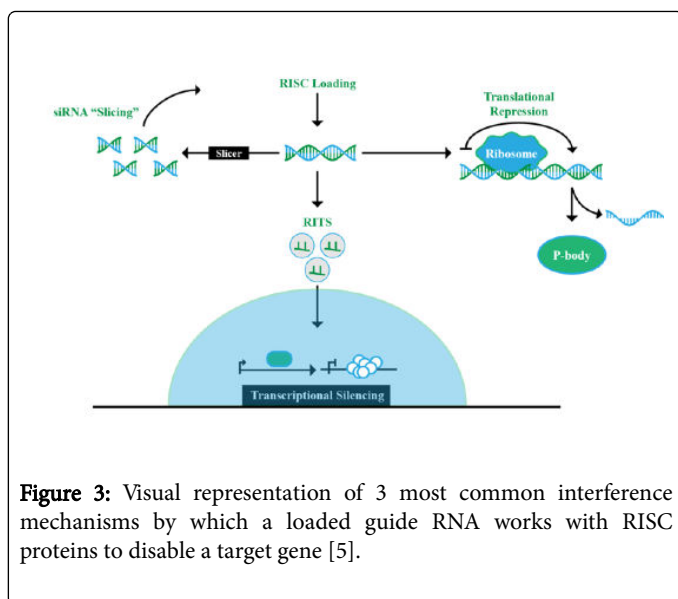 RISC Loading
siRNA “Slicing”
Translational
Repression
Slicer
Ribosome
RITS
P-body
Transcriptional Silencing
Figure 3: Visual representation of 3 most common interference
mechanisms by which a loaded guide RNA works with RISC
proteins to disable a target gene [5].